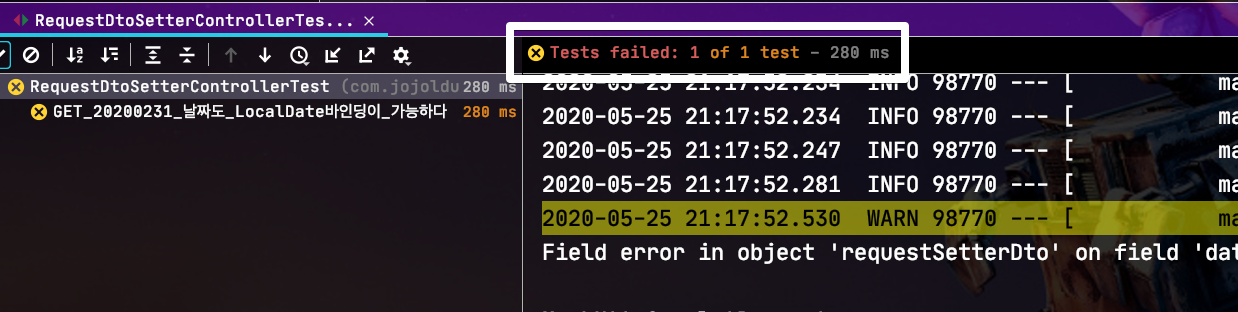 RequestDtoSetterControllerTes... ×
Tests failed: 1 of 1 test – 280 ms
RequestDtoSetterControllerTest (com.jojoldu 280 ms
GET_20200231_날짜도_LocalDate바인딩이_가능하다 280 ms
2020-05-25 21:17:52.234 INFO 98770 --- [ ma
2020-05-25 21:17:52.234 INFO 98770 --- [ ma
2020-05-25 21:17:52.247 INFO 98770 --- [ ma
2020-05-25 21:17:52.281 INFO 98770 --- [ ma
2020-05-25 21:17:52.530 WARN 98770 --- [ ma
Field error in object 'requestSetterDto' on field 'dat